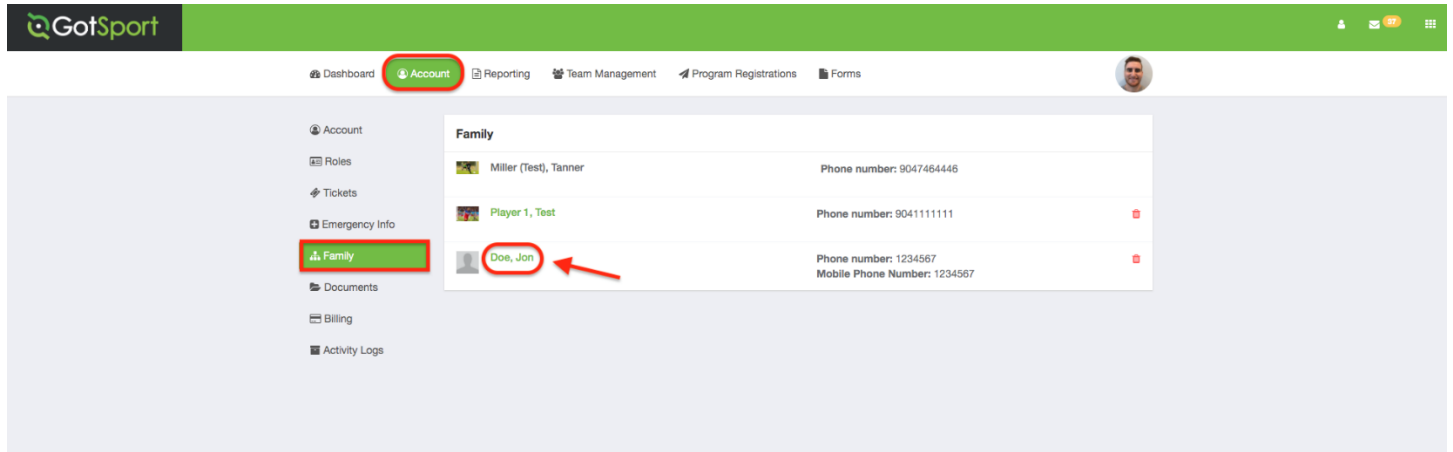 GotSport
37
Dashboard Account Reporting Team Management Program Registrations Forms
Account
Roles
Tickets
Emergency Info
Family
Documents
Billing
Activity Logs
Family
Miller (Test), Tanner Phone number: 9047464446
Player 1, Test Phone number: 9041111111
Doe, Jon Phone number: 1234567
Mobile Phone Number: 1234567